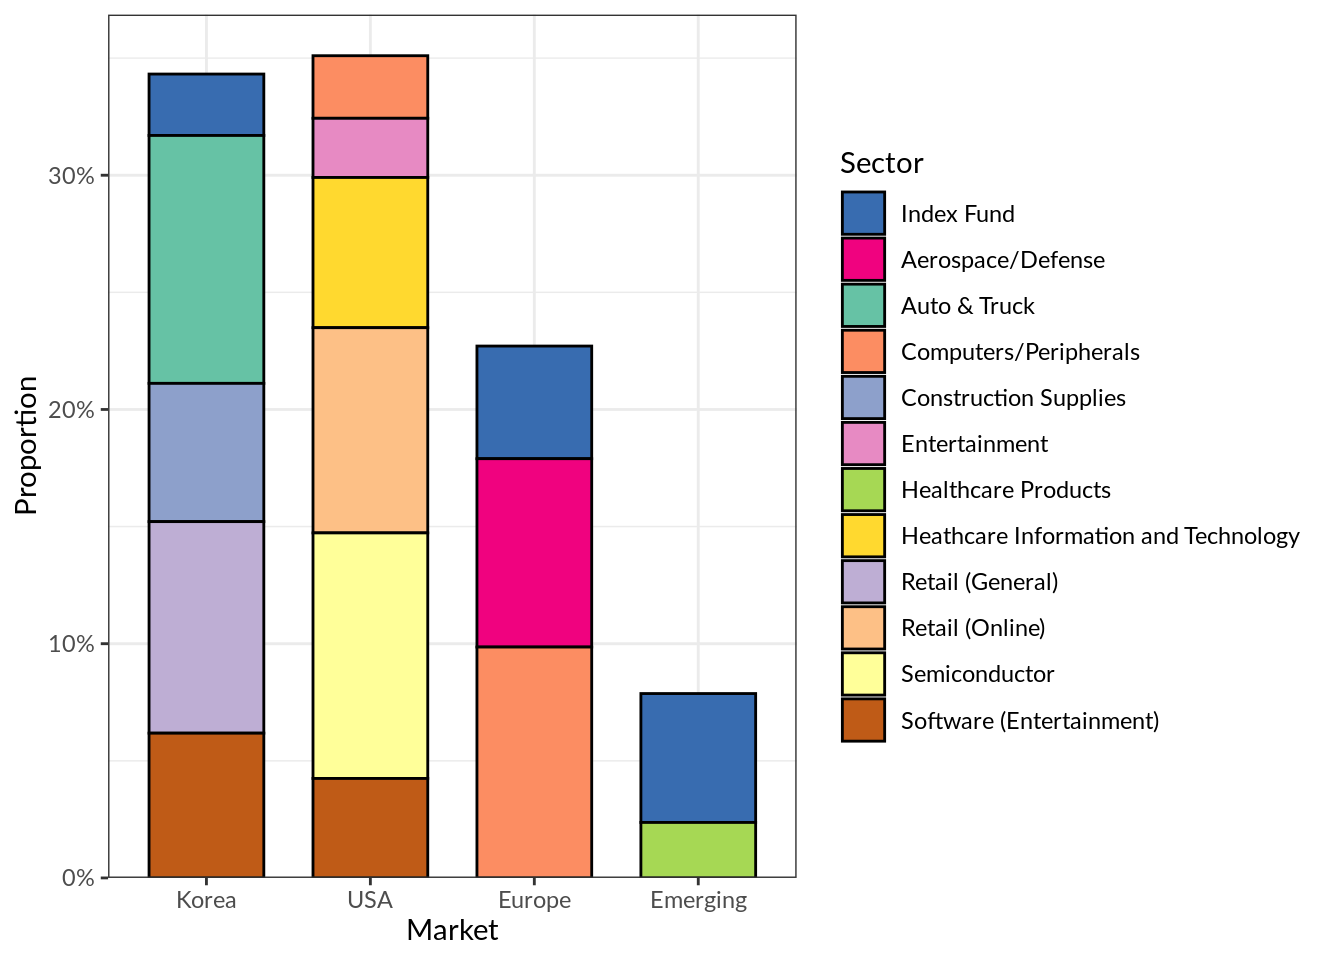 Proportion
30%
20%
10%
0%
Korea
USA
Europe
Emerging
Market
Sector
Index Fund
Aerospace/Defense
Auto & Truck
Computers/Peripherals
Construction Supplies
Entertainment
Healthcare Products
Heathcare Information and Technology
Retail (General)
Retail (Online)
Semiconductor
Software (Entertainment)